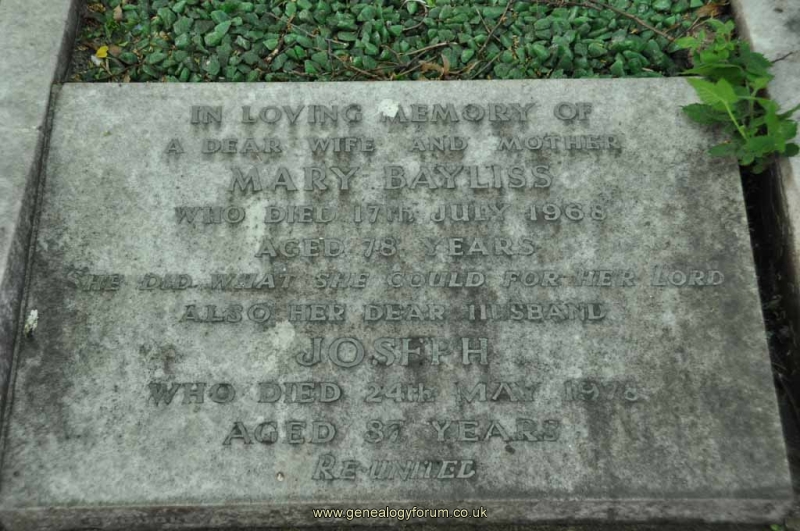 IN LOVING MEMORY OF
A DEAR WIFE AND MOTHER
MARY BAYLISS
WHO DIED 17TH JULY 1968
AGED 78 YEARS
SHE DID WHAT SHE COULD FOR HER LORD
ALSO HER DEAR HUSBAND
JOSEPH
WHO DIED 24TH MAY 1978
AGED 87 YEARS
RE-UNITED
www.genealogyforum.co.uk